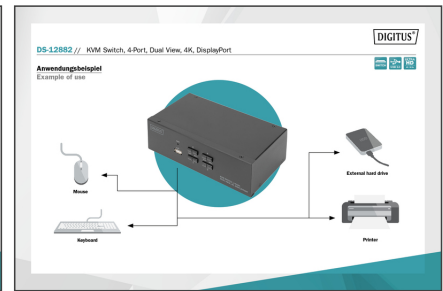 DIGITUS®
DS-12882 // KVM Switch, 4-Port, Dual View, 4K, DisplayPort
Anwendungsbeispiel
Example of use
Mouse
External hard drive
Keyboard
Printer